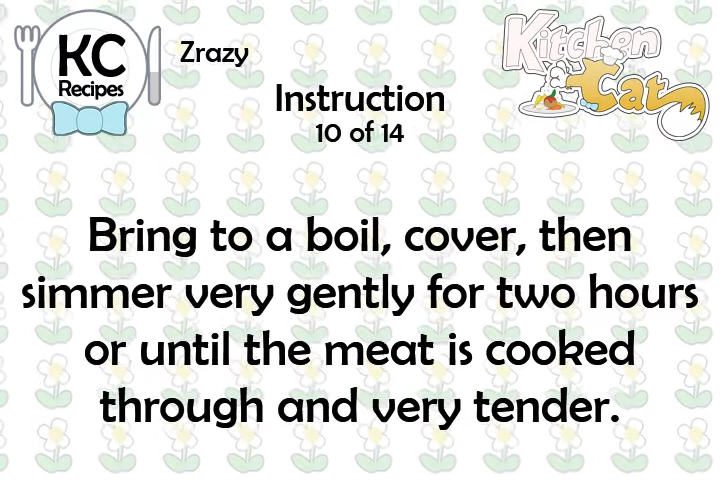 KC
Recipes
Zrazy
Kitchen
Cat
Instruction
10 of 14
Bring to a boil, cover, then
simmer very gently for two hours
or until the meat is cooked
through and very tender.